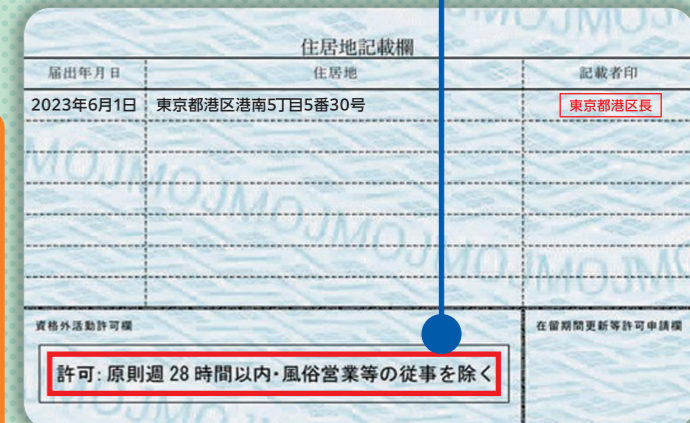 住居地記載欄
届出年月日 住居地 記載者印
2023年6月1日 東京都港区港南5丁目5番30号 東京都港区長
資格外活動許可欄 在留期間更新等許可申請欄
許可: 原則週 28 時間以内・風俗営業等の従事を除く
MOJMOJMOJMOJMOJMOJ